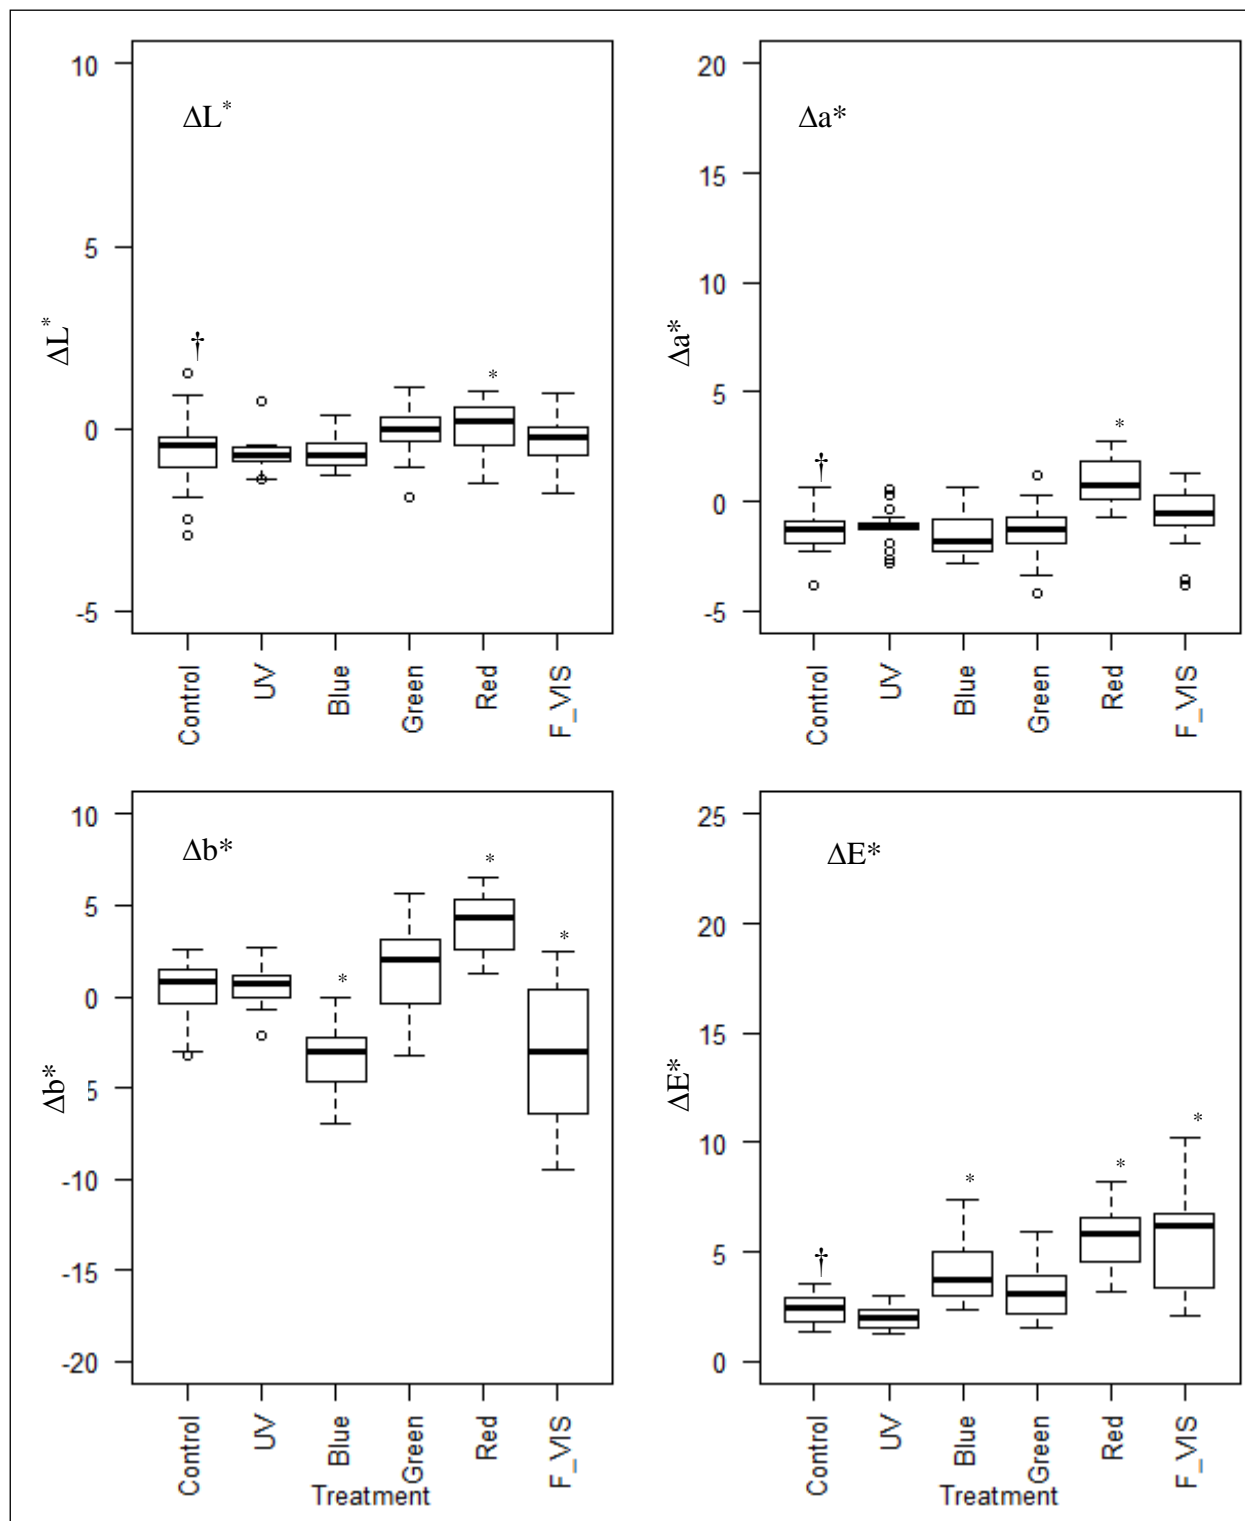 ΔL*
ΔL*
†
*
10
5
0
-5
Control
UV
Blue
Green
Red
F_VIS
Δa*
Δa*
†
*
20
15
10
5
0
-5
Control
UV
Blue
Green
Red
F_VIS
Δb*
Δb*
*
*
*
10
5
0
5
-10
-15
-20
Control
UV
Blue
Green
Red
F_VIS
Treatment
ΔE*
ΔE*
†
*
*
*
25
20
15
10
5
0
Control
UV
Blue
Green
Red
F_VIS
Treatment